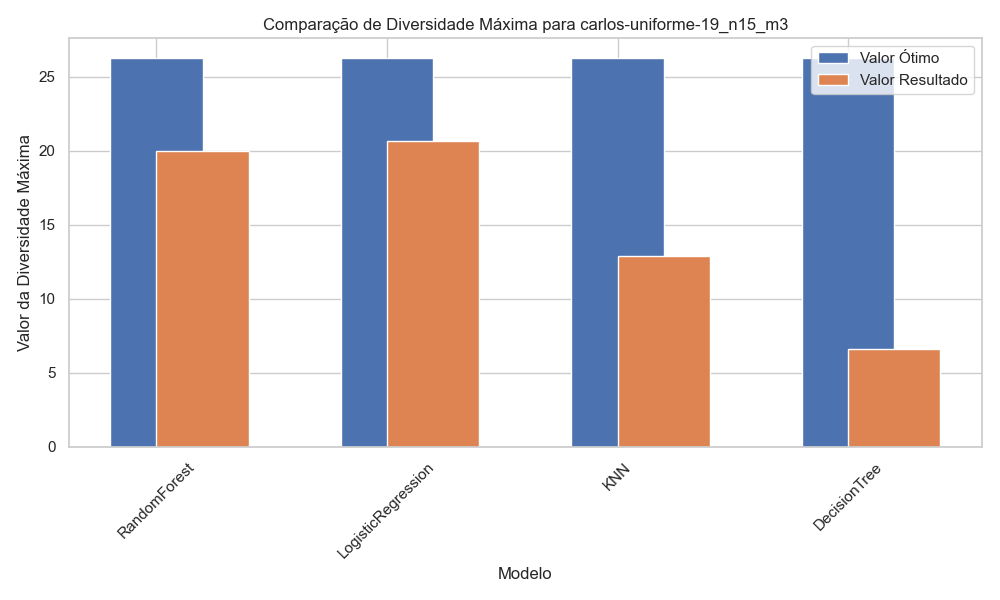 Comparação de Diversidade Máxima para carlos-uniforme-19_n15_m3
Valor Ótimo
Valor Resultado
Valor da Diversidade Máxima
25
20
15
10
5
0
RandomForest
LogisticRegression
KNN
DecisionTree
Modelo